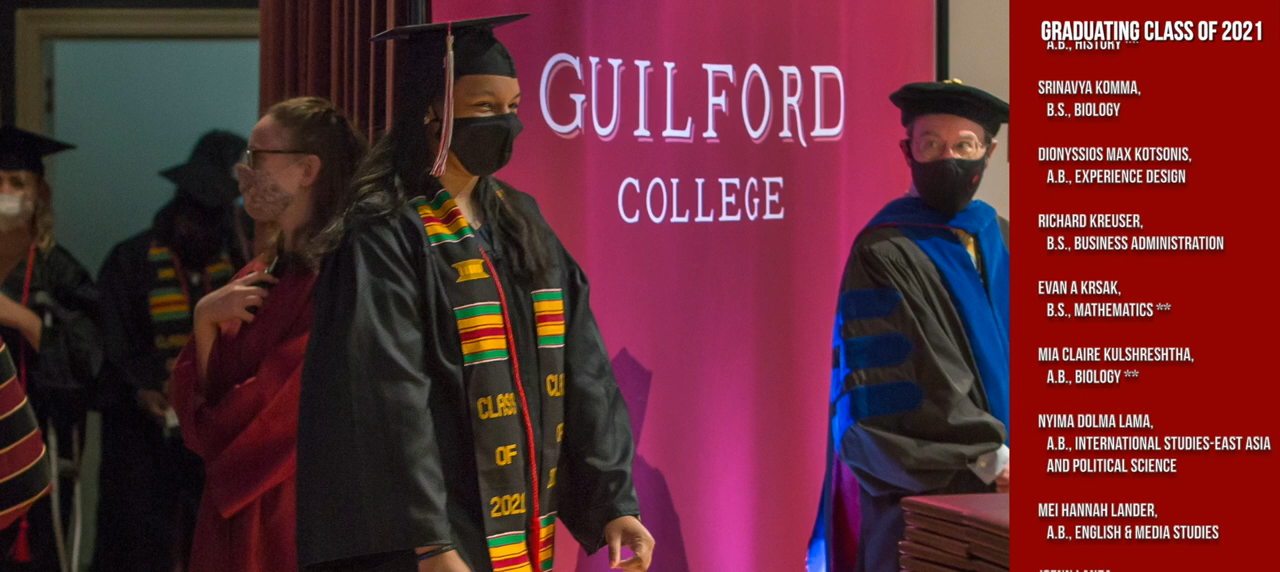 GUILFORD
COLLEGE
CLASS
OF
2021
GRADUATING CLASS OF 2021
A.B., HISTORY ***
SRINAVYA KOMMA,
B.S., BIOLOGY
DIONYSSIOS MAX KOTSONIS,
A.B., EXPERIENCE DESIGN
RICHARD KREUSER,
B.S., BUSINESS ADMINISTRATION
EVAN A KRSAK,
B.S., MATHEMATICS **
MIA CLAIRE KULSHRESHTHA,
A.B., BIOLOGY **
NYIMA DOLMA LAMA,
A.B., INTERNATIONAL STUDIES-EAST ASIA
AND POLITICAL SCIENCE
MEI HANNAH LANDER,
A.B., ENGLISH & MEDIA STUDIES